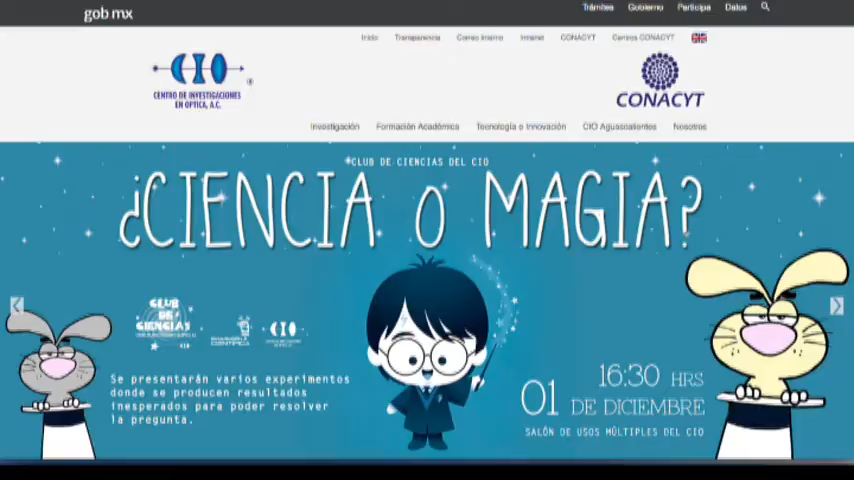 gob mx
Trámites Gobierno Participa Datos
Inicio Transparencia Correo Interno Intranet CONACYT Centros CONACYT
CIO
CENTRO DE INVESTIGACIONES
EN OPTICA, A.C.
CONACYT
Investigación Formación Académica Tecnología e Innovación CIO Aguascalientes Nosotros
CLUB DE CIENCIAS DEL CIO
¿CIENCIA O MAGIA?
CLUB
DE
CIENCIAS
CIO
CIENTÍFICA
CIO
Se presentarán varios experimentos
donde se producen resultados
inesperados para poder resolver
la pregunta.
16:30 HRS
01 DE DICIEMBRE
SALÓN DE USOS MÚLTIPLES DEL CIO